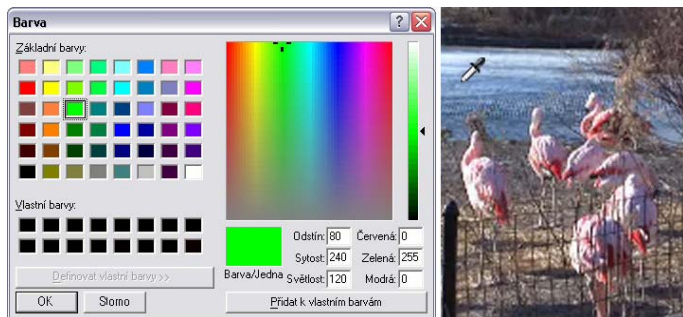 Barva
Základní barvy:
Vlastní barvy:
Definovat vlastní barvy >>
OK
Storno
Barva/Jedna
Odstín: 80
Sytost: 240
Světlost: 120
Červená: 0
Zelená: 255
Modrá: 0
Přidat k vlastním barvám